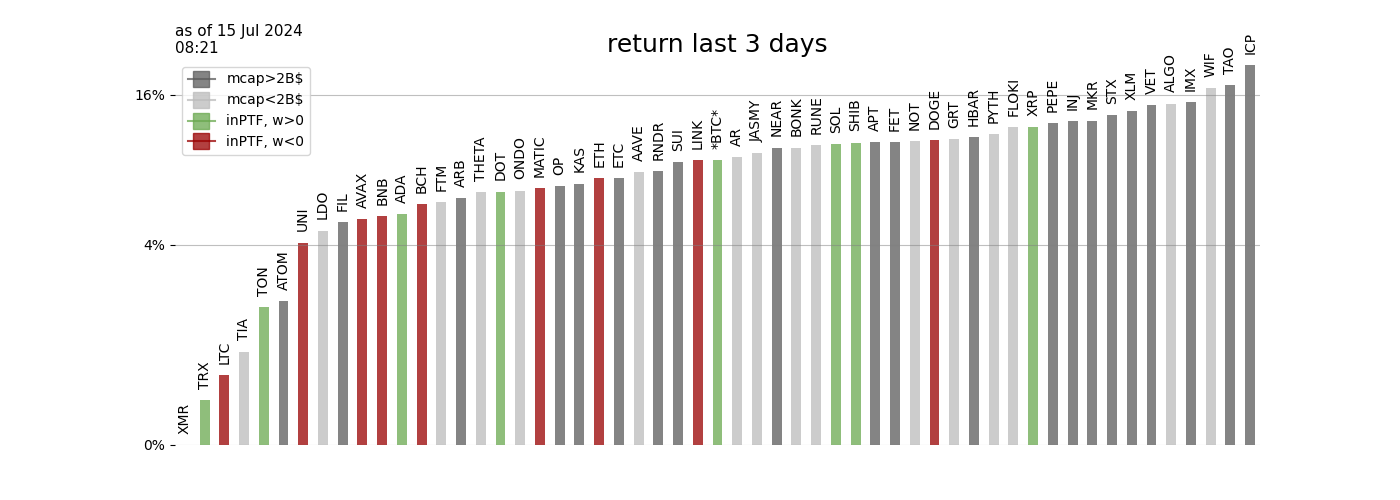 as of 15 Jul 2024
08:21
return last 3 days
mcap>2B$
mcap<2B$
inPTF, w>0
inPTF, w<0
16%
4%
0%
XMR
TRX
LTC
TIA
TON
ATOM
UNI
LDO
FIL
AVAX
BNB
ADA
BCH
FTM
ARB
THETA
DOT
ONDO
MATIC
OP
KAS
ETH
ETC
AAVE
RNDR
SUI
LINK
*BTC*
AR
JASMY
NEAR
BONK
RUNE
SOL
SHIB
APT
FET
NOT
DOGE
GRT
HBAR
PYTH
FLOKI
XRP
PEPE
INJ
MKR
STX
XLM
VET
ALGO
IMX
WIF
TAO
ICP